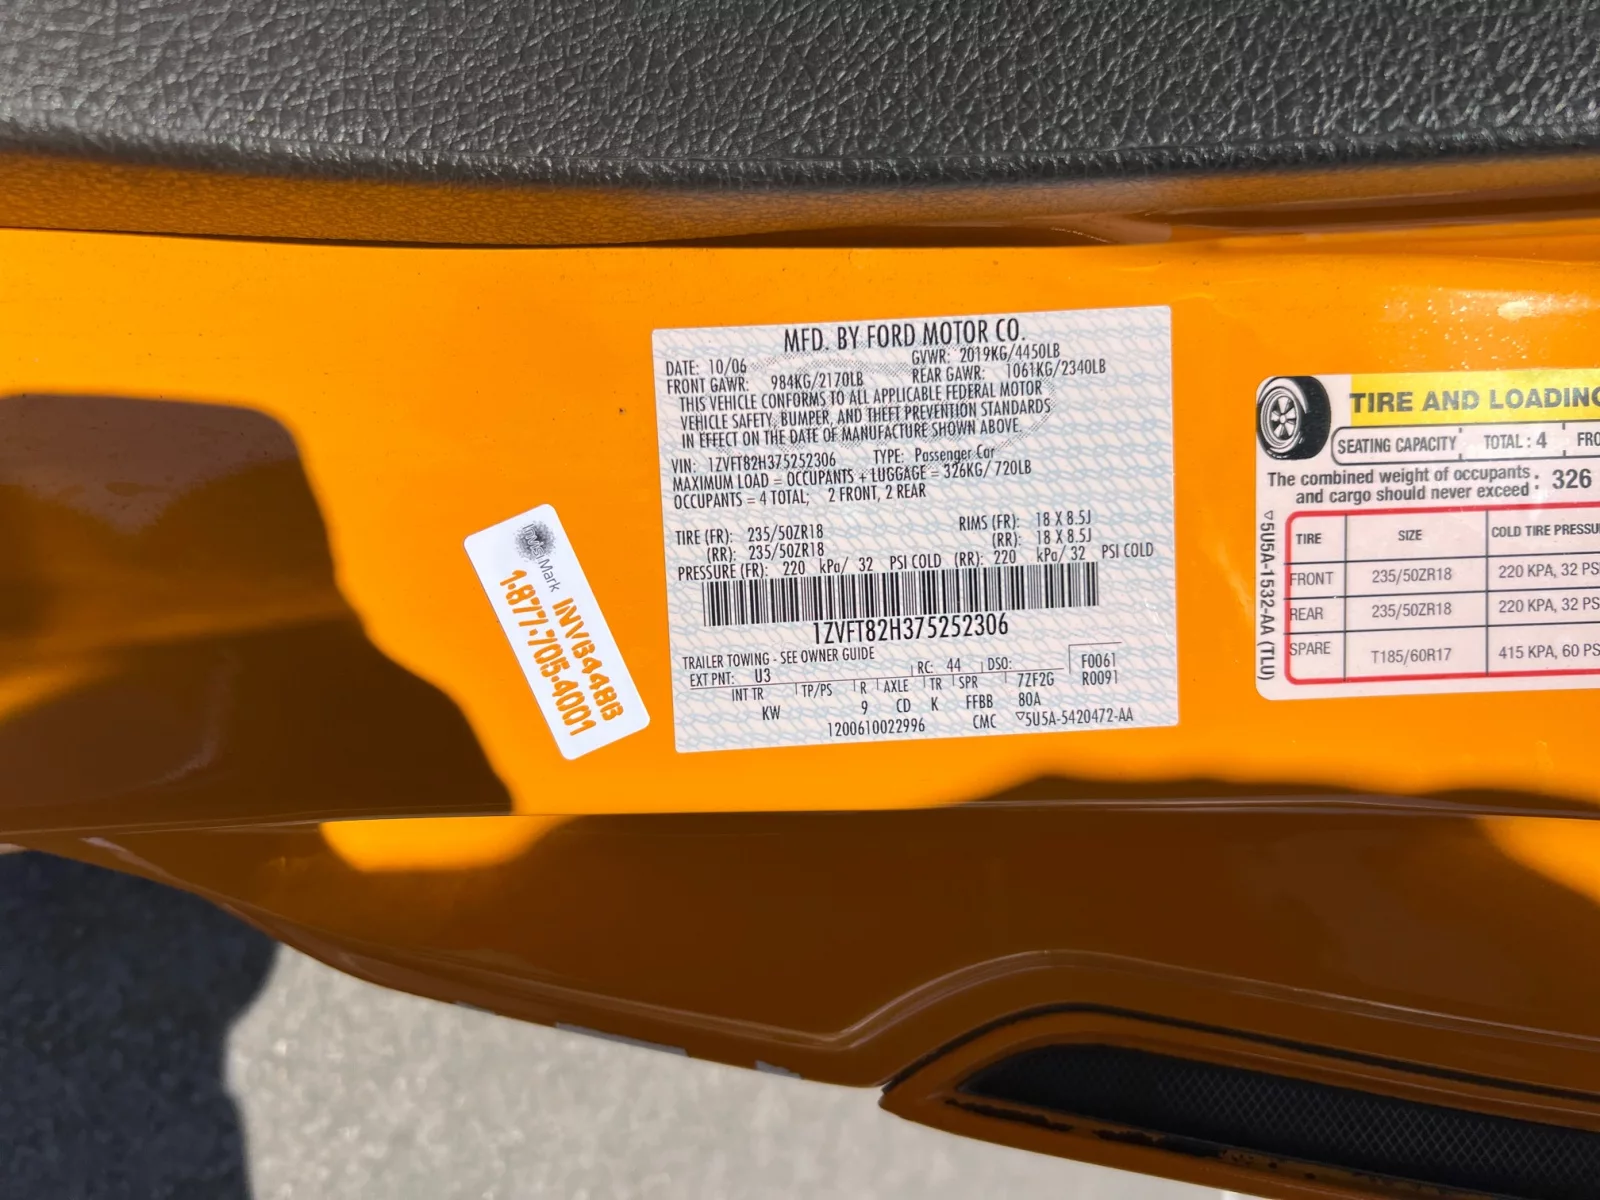 MFD. BY FORD MOTOR CO.
DATE: 10/06 GVWR: 2019KG/4450LB
FRONT GAWR: 984KG/2170LB REAR GAWR: 1061KG/2340LB
THIS VEHICLE CONFORMS TO ALL APPLICABLE FEDERAL MOTOR
VEHICLE SAFETY, BUMPER, AND THEFT PREVENTION STANDARDS
IN EFFECT ON THE DATE OF MANUFACTURE SHOWN ABOVE.
VIN: 1ZVFT82H375252306 TYPE: Passenger Car
MAXIMUM LOAD = OCCUPANTS + LUGGAGE = 326KG/720LB
OCCUPANTS = 4 TOTAL; 2 FRONT, 2 REAR
TIRE (FR): 235/50ZR18 RIMS (FR): 18 X 8.5J
(RR): 235/50ZR18 (RR): 18 X 8.5J
PRESSURE (FR): 220 kPa/ 32 PSI COLD (RR): 220 kPa/ 32 PSI COLD
1ZVFT82H375252306
TRAILER TOWING - SEE OWNER GUIDE
EXT PNT: U3 RC: 44 DSO: F0061
R0091
INT TR TP/PS R AXLE TR SPR 7ZF2G
KW 9 CD K FFBB 80A
1200610022996 CMC ▽5U5A-5420472-AA
Mark INVB448B
1·877·705·4001
TIRE AND LOADING
SEATING CAPACITY TOTAL : 4 FRO
The combined weight of occupants
and cargo should never exceed : 326
▽5U5A-1532-AA (TLU)
TIRE SIZE COLD TIRE PRESSU
FRONT 235/50ZR18 220 KPA, 32 PS
REAR 235/50ZR18 220 KPA, 32 PS
SPARE T185/60R17 415 KPA, 60 PS